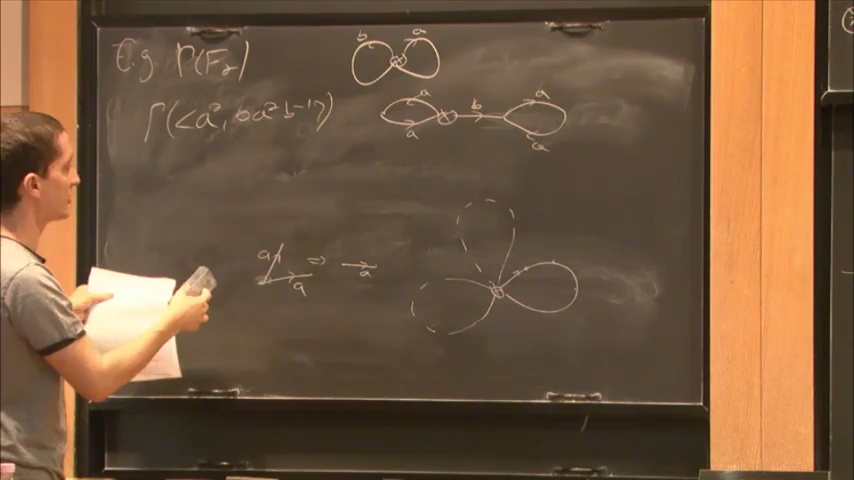 E.g. Γ(F₂)
b a
Γ(<a², ba²b⁻¹>)
a b a
a a
a ⇒
a a